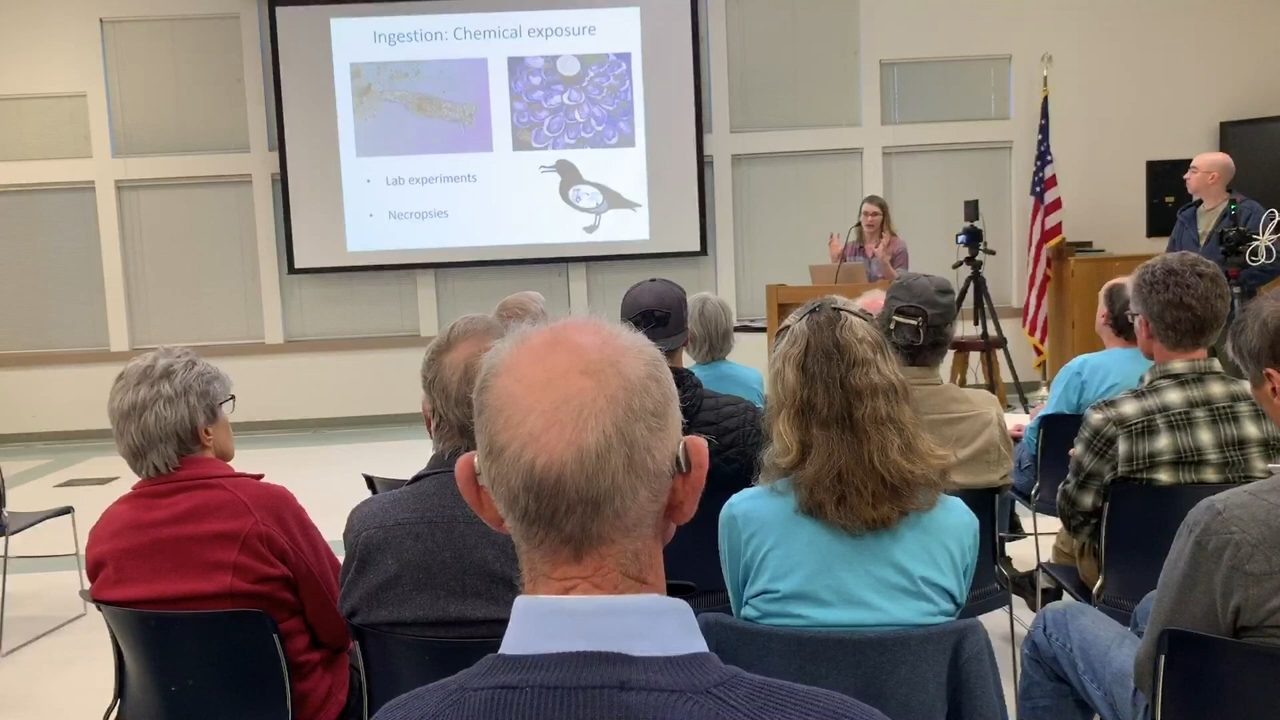 Ingestion: Chemical exposure
• Lab experiments
• Necropsies